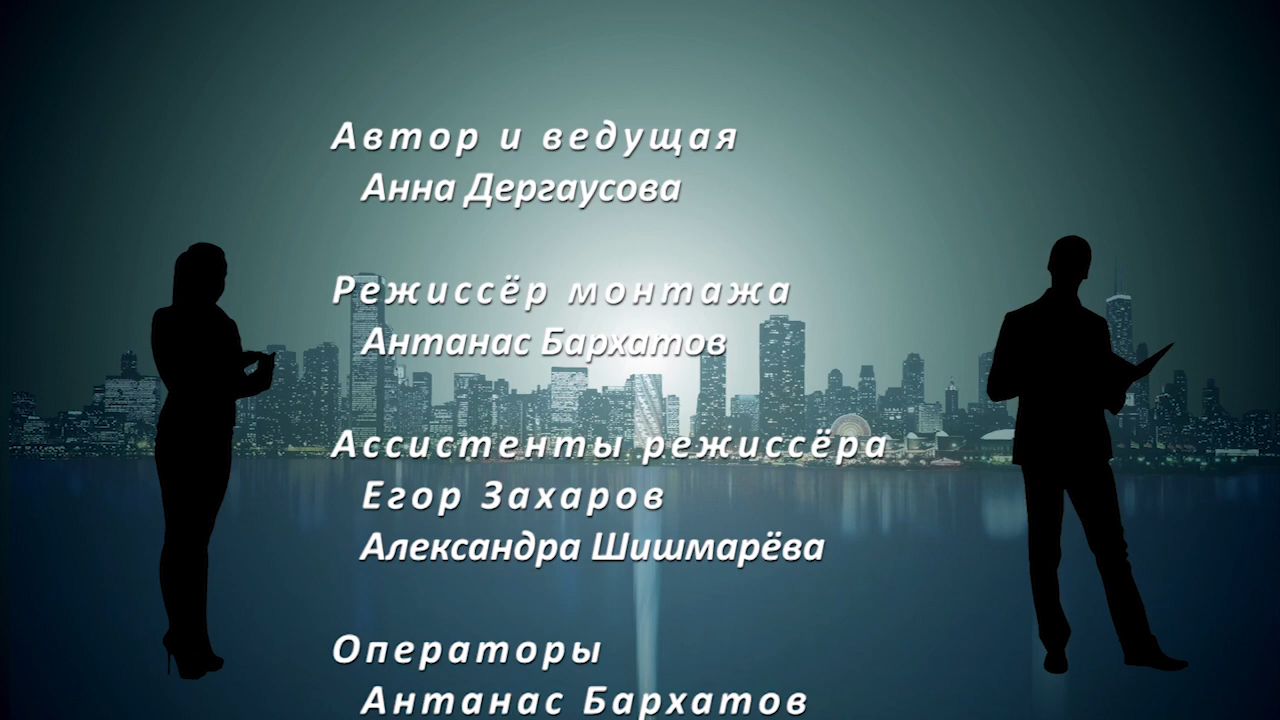 Автор и ведущая
Анна Дергаусова
Режиссёр монтажа
Антанас Бархатов
Ассистенты режиссёра
Егор Захаров
Александра Шишмарёва
Операторы
Антанас Бархатов